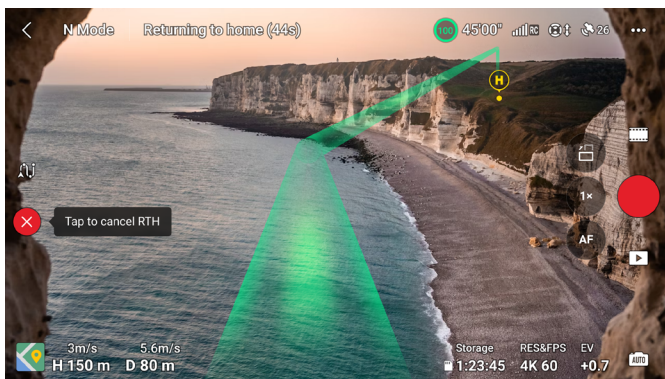 N Mode Returning to home (44s) 100 45'00" RC 26
H
1×
Tap to cancel RTH
AF
3m/s 5.6m/s Storage RES&FPS EV
H 150 m D 80 m 1:23:45 4K 60 +0.7 AUTO